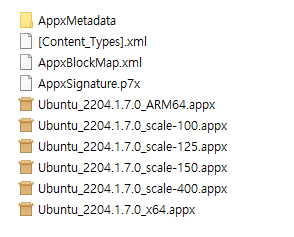 AppxMetadata
[Content_Types].xml
AppxBlockMap.xml
AppxSignature.p7x
Ubuntu_2204.1.7.0_ARM64.appx
Ubuntu_2204.1.7.0_scale-100.appx
Ubuntu_2204.1.7.0_scale-125.appx
Ubuntu_2204.1.7.0_scale-150.appx
Ubuntu_2204.1.7.0_scale-400.appx
Ubuntu_2204.1.7.0_x64.appx